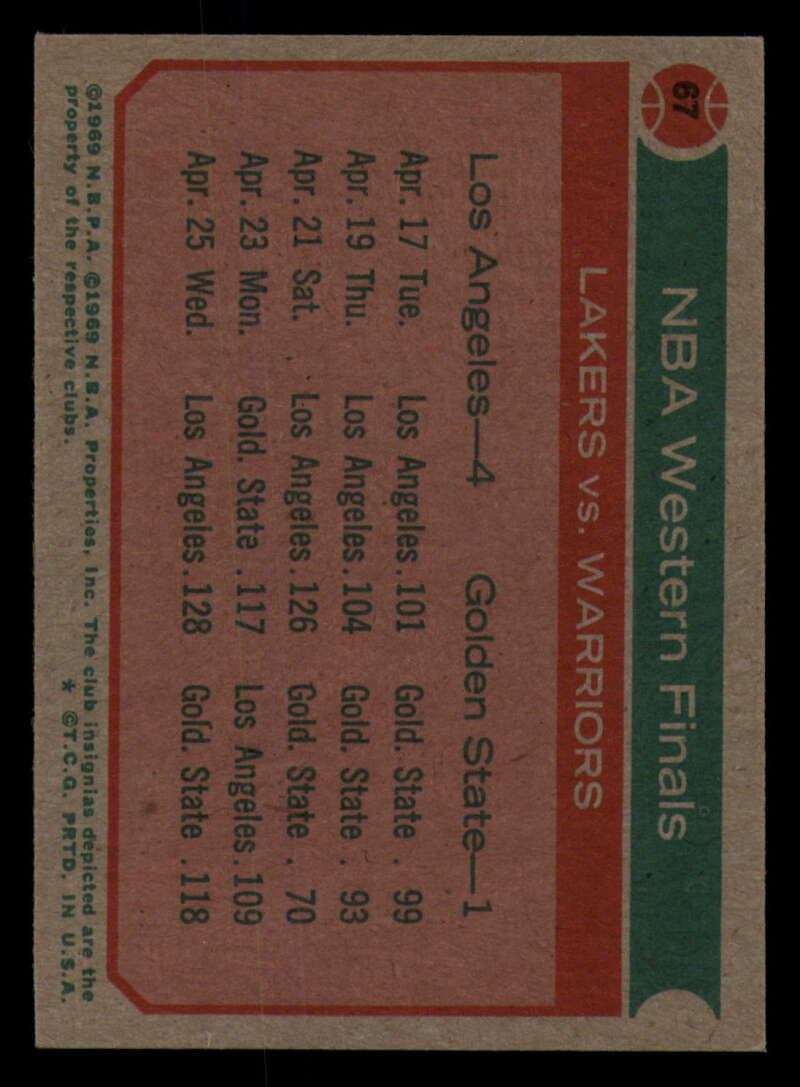 67
NBA Western Finals
LAKERS vs. WARRIORS
Los Angeles—4 Golden State—1
Apr. 17 Tue. Los Angeles.101 Gold. State . 99
Apr. 19 Thu. Los Angeles.104 Gold. State . 93
Apr. 21 Sat. Los Angeles.126 Gold. State . 70
Apr. 23 Mon. Gold. State .117 Los Angeles.109
Apr. 25 Wed. Los Angeles.128 Gold. State .118
©1969 N.B.P.A. ©1969 N.B.A. Properties, Inc. The club insignias depicted are the
property of the respective clubs. * ©T.C.G. PRTD. IN U.S.A.